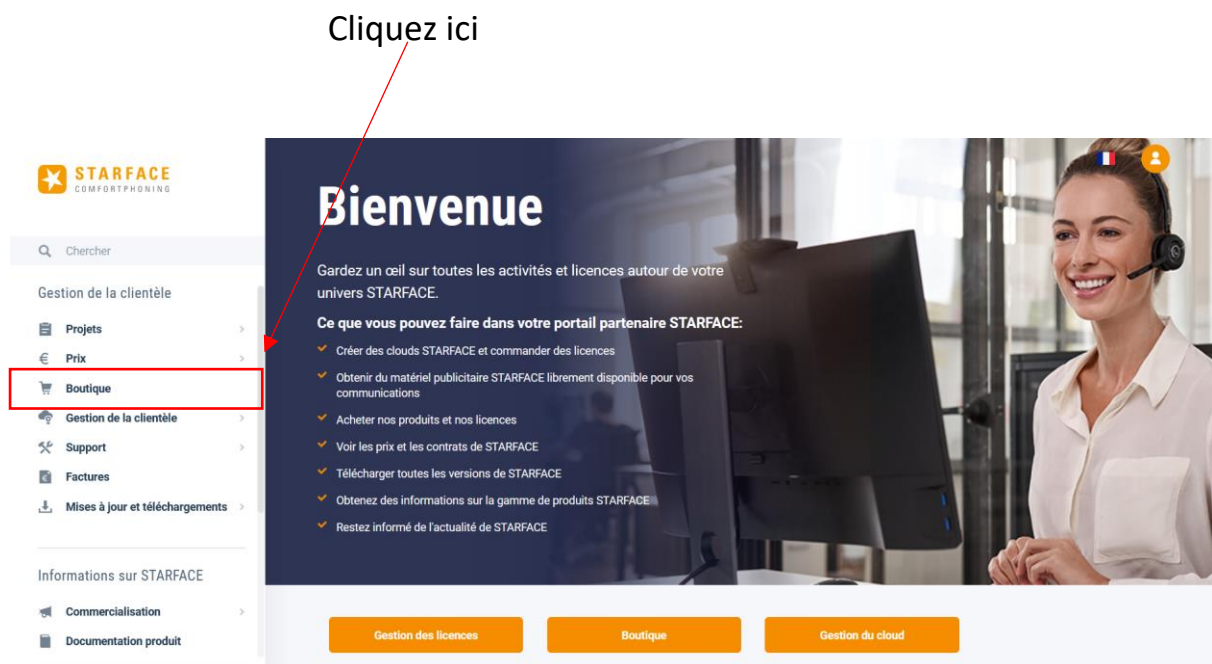 Cliquez ici
STARFACE
COMFORTPHONING
Chercher
Gestion de la clientèle
Projets
€ Prix
Boutique
Gestion de la clientèle
Support
Factures
Mises à jour et téléchargements
Informations sur STARFACE
Commercialisation
Documentation produit
Bienvenue
Gardez un œil sur toutes les activités et licences autour de votre
univers STARFACE.
Ce que vous pouvez faire dans votre portail partenaire STARFACE:
Créer des clouds STARFACE et commander des licences
Obtenir du matériel publicitaire STARFACE librement disponible pour vos
communications
Acheter nos produits et nos licences
Voir les prix et les contrats de STARFACE
Télécharger toutes les versions de STARFACE
Obtenez des informations sur la gamme de produits STARFACE
Restez informé de l'actualité de STARFACE
Gestion des licences
Boutique
Gestion du cloud